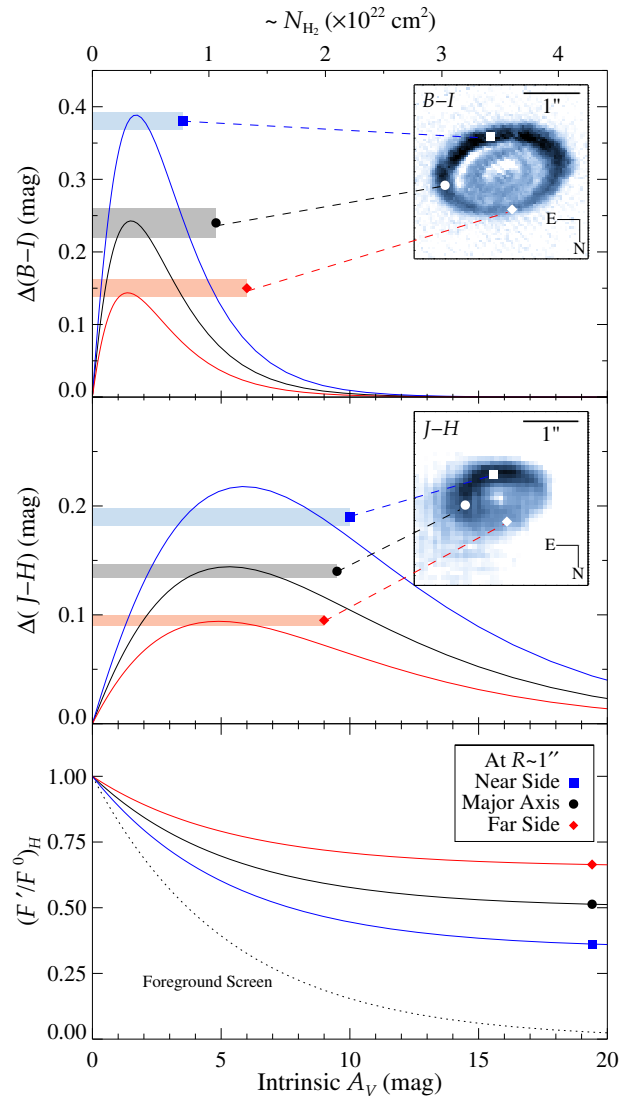 ~ N_H₂ (×10²² cm²)
0 1 2 3 4
0.4
0.3
0.2
0.1
0.0
Δ(B−I) (mag)
B−I
1"
E
N
0.2
0.1
0.0
Δ(J−H) (mag)
J−H
1"
E
N
1.00
0.75
0.50
0.25
0.00
(F′/F⁰)_H
At R~1″
Near Side
Major Axis
Far Side
Foreground Screen
0 5 10 15 20
Intrinsic A_V (mag)